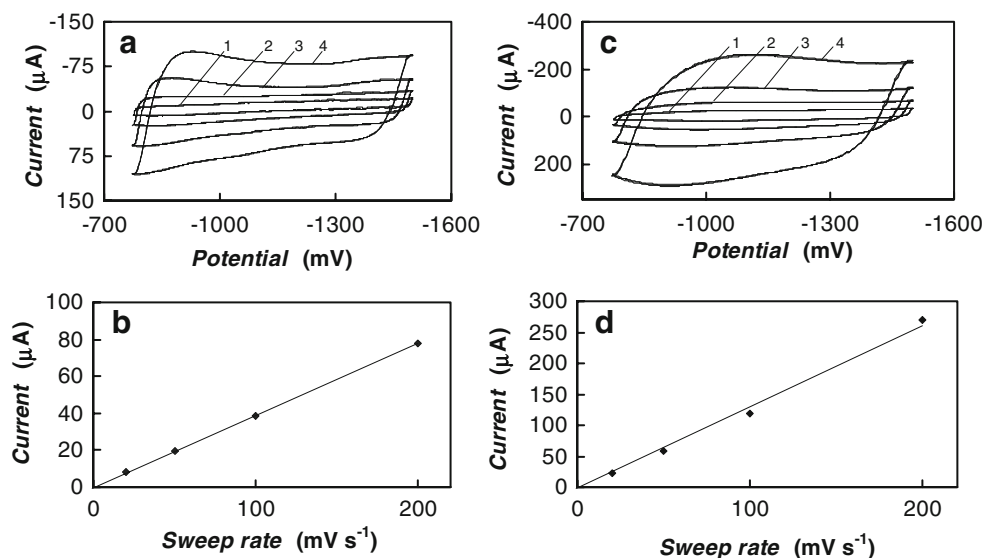 a
-150
-75
0
75
150
Current (µA)
1 2 3 4
-700 -1000 -1300 -1600
Potential (mV)
c
-400
-200
0
200
Current (µA)
1 2 3 4
-700 -1000 -1300 -1600
Potential (mV)
b
100
80
60
40
20
0
Current (µA)
0 100 200
Sweep rate (mV s⁻¹)
d
300
250
200
150
100
50
0
Current (µA)
0 100 200
Sweep rate (mV s⁻¹)